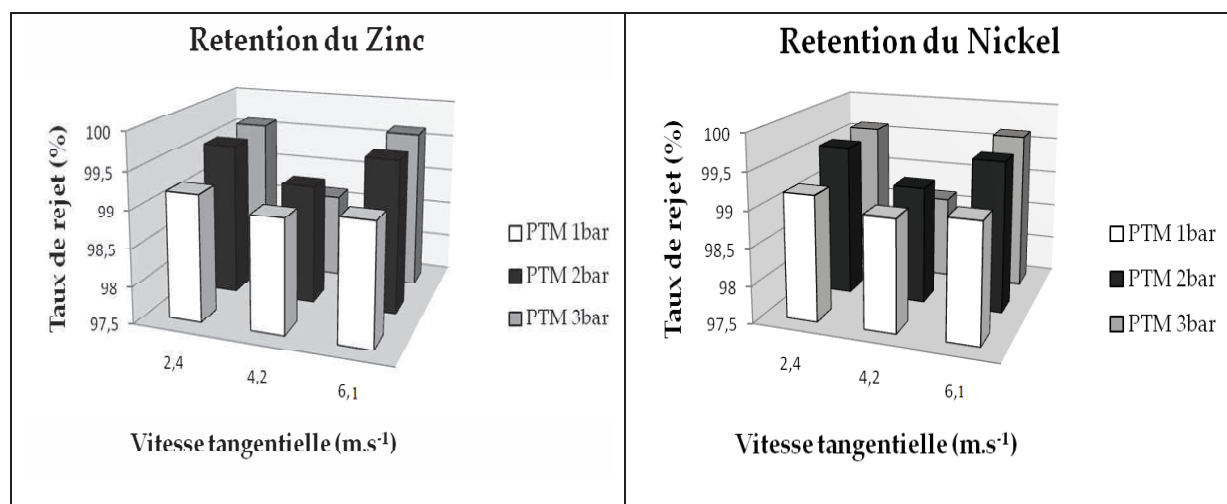 Retention du Zinc
Taux de rejet (%)
100
99,5
99
98,5
98
97,5
2,4
4,2
6,1
PTM 1bar
PTM 2bar
PTM 3bar
Vitesse tangentielle (m.s-1)
Retention du Nickel
Taux de rejet (%)
100
99,5
99
98,5
98
97,5
2,4
4,2
6,1
PTM 1bar
PTM 2bar
PTM 3bar
Vitesse tangentielle (m.s-1)